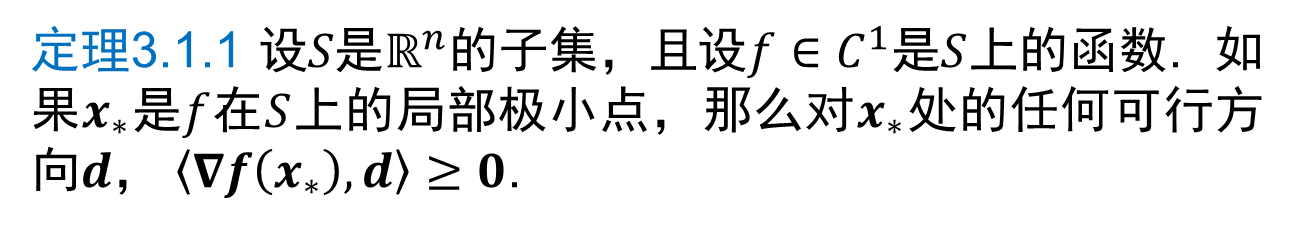 定理3.1.1 设S是ℝⁿ的子集，且设f ∈ C¹是S上的函数. 如
果x∗是f在S上的局部极小点，那么对x∗处的任何可行方
向d，⟨∇f(x∗), d⟩ ≥ 0.